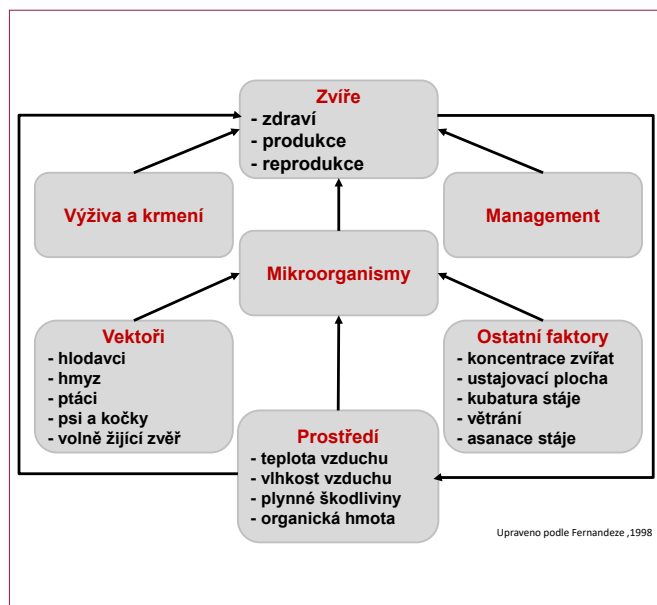 Zvíře
- zdraví
- produkce
- reprodukce
Výživa a krmení
Management
Mikroorganismy
Vektoři
- hlodavci
- hmyz
- ptáci
- psi a kočky
- volně žijící zvěř
Ostatní faktory
- koncentrace zvířat
- ustajovací plocha
- kubatura stáje
- větrání
- asanace stáje
Prostředí
- teplota vzduchu
- vlhkost vzduchu
- plynné škodliviny
- organická hmota
Upraveno podle Fernandeze ,1998